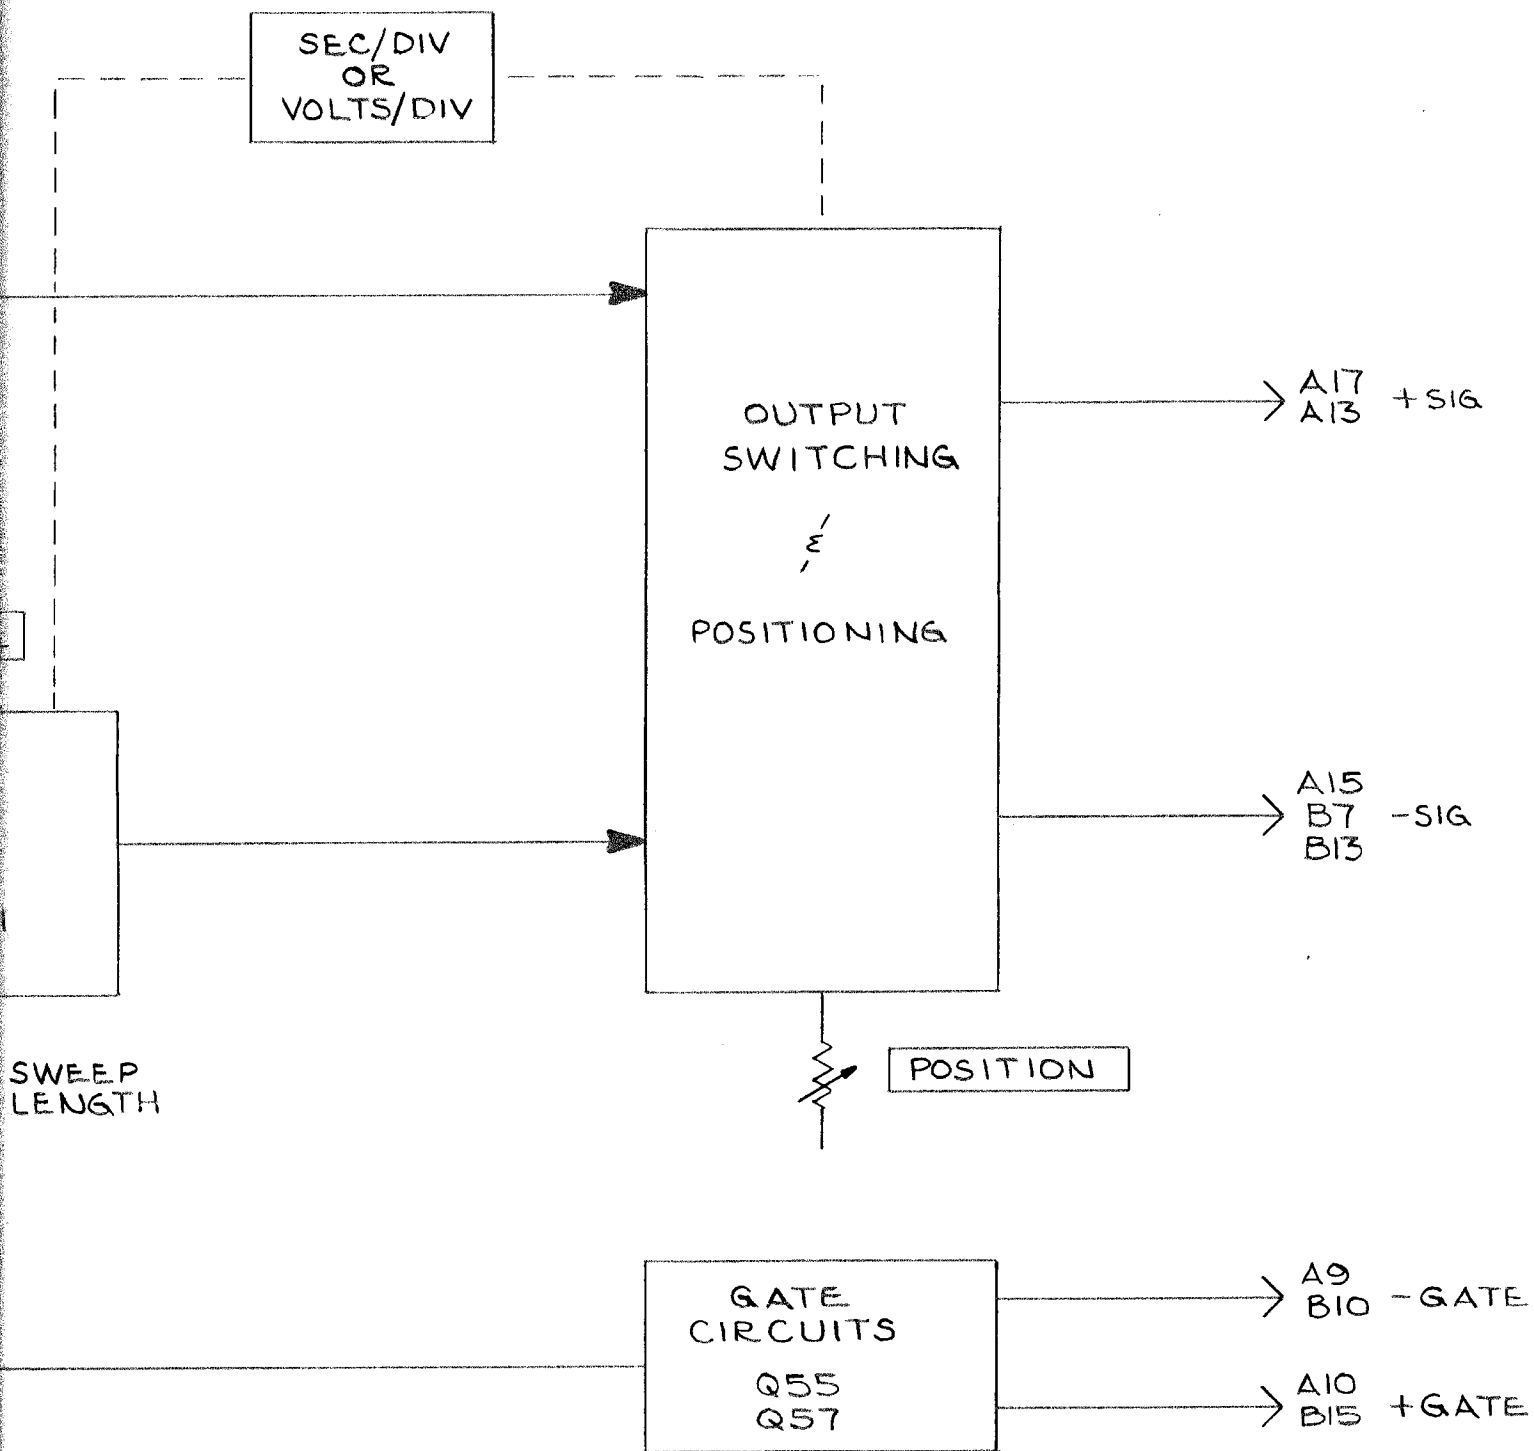 SEC/DIV
OR
VOLTS/DIV
OUTPUT
SWITCHING
&
POSITIONING
A17
A13 +SIG
A15
B7 -SIG
B13
SWEEP
LENGTH
POSITION
GATE
CIRCUITS
Q55
Q57
A9
B10 -GATE
A10
B15 +GATE